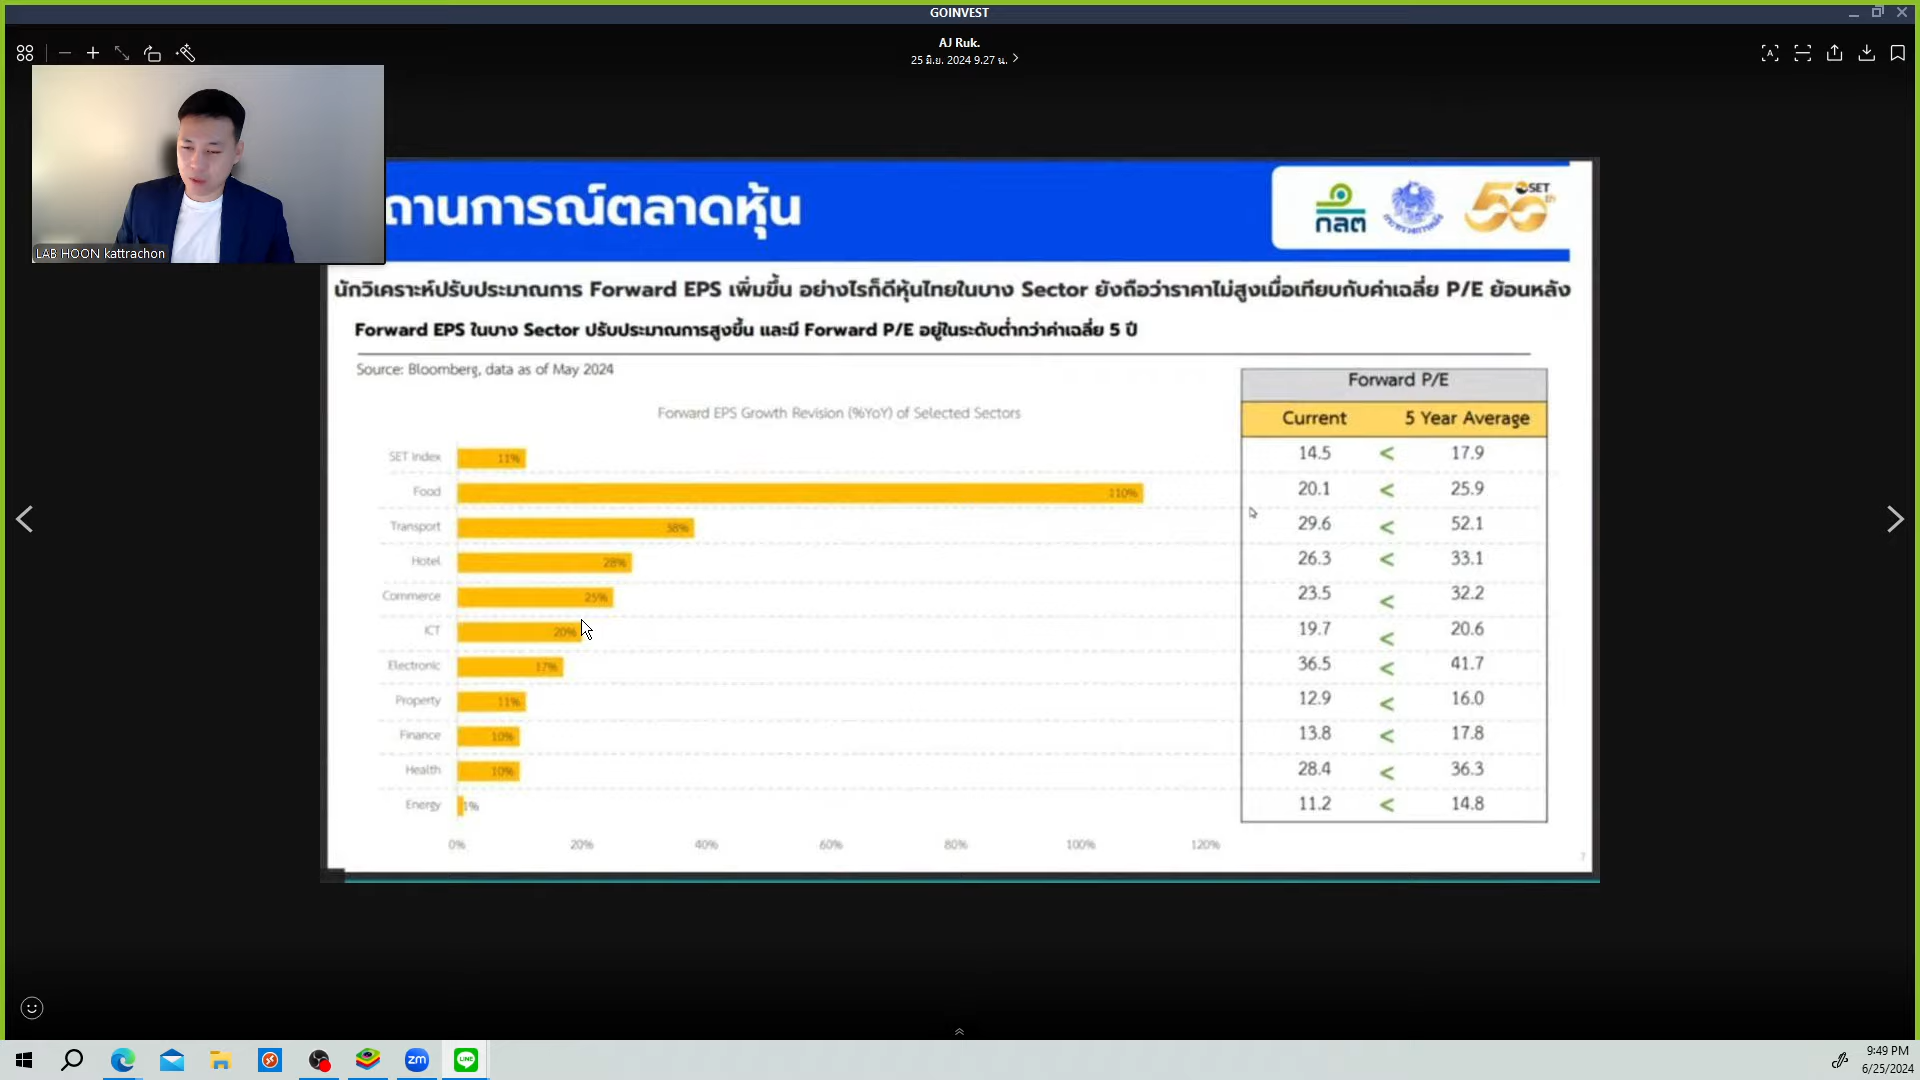 GOINVEST
AJ Ruk.
25 มิ.ย. 2024 9.27 น.
LAB HOON kattrachon
ถานการณ์ตลาดหุ้น
กลต
SET
50th
นักวิเคราะห์ปรับประมาณการ Forward EPS เพิ่มขึ้น อย่างไรก็ดีหุ้นไทยในบาง Sector ยังถือว่าราคาไม่สูงเมื่อเทียบกับค่าเฉลี่ย P/E ย้อนหลัง
Forward EPS ในบาง Sector ปรับประมาณการสูงขึ้น และมี Forward P/E อยู่ในระดับต่ำกว่าค่าเฉลี่ย 5 ปี
Source: Bloomberg, data as of May 2024
Forward EPS Growth Revision (%YoY) of Selected Sectors
Forward P/E
Current 5 Year Average
SET Index 11% 14.5 < 17.9
Food 110% 20.1 < 25.9
Transport 38% 29.6 < 52.1
Hotel 28% 26.3 < 33.1
Commerce 25% 23.5 < 32.2
ICT 20% 19.7 < 20.6
Electronic 17% 36.5 < 41.7
Property 11% 12.9 < 16.0
Finance 10% 13.8 < 17.8
Health 10% 28.4 < 36.3
Energy 1% 11.2 < 14.8
0% 20% 40% 60% 80% 100% 120%
7
zm
LINE
9:49 PM
6/25/2024